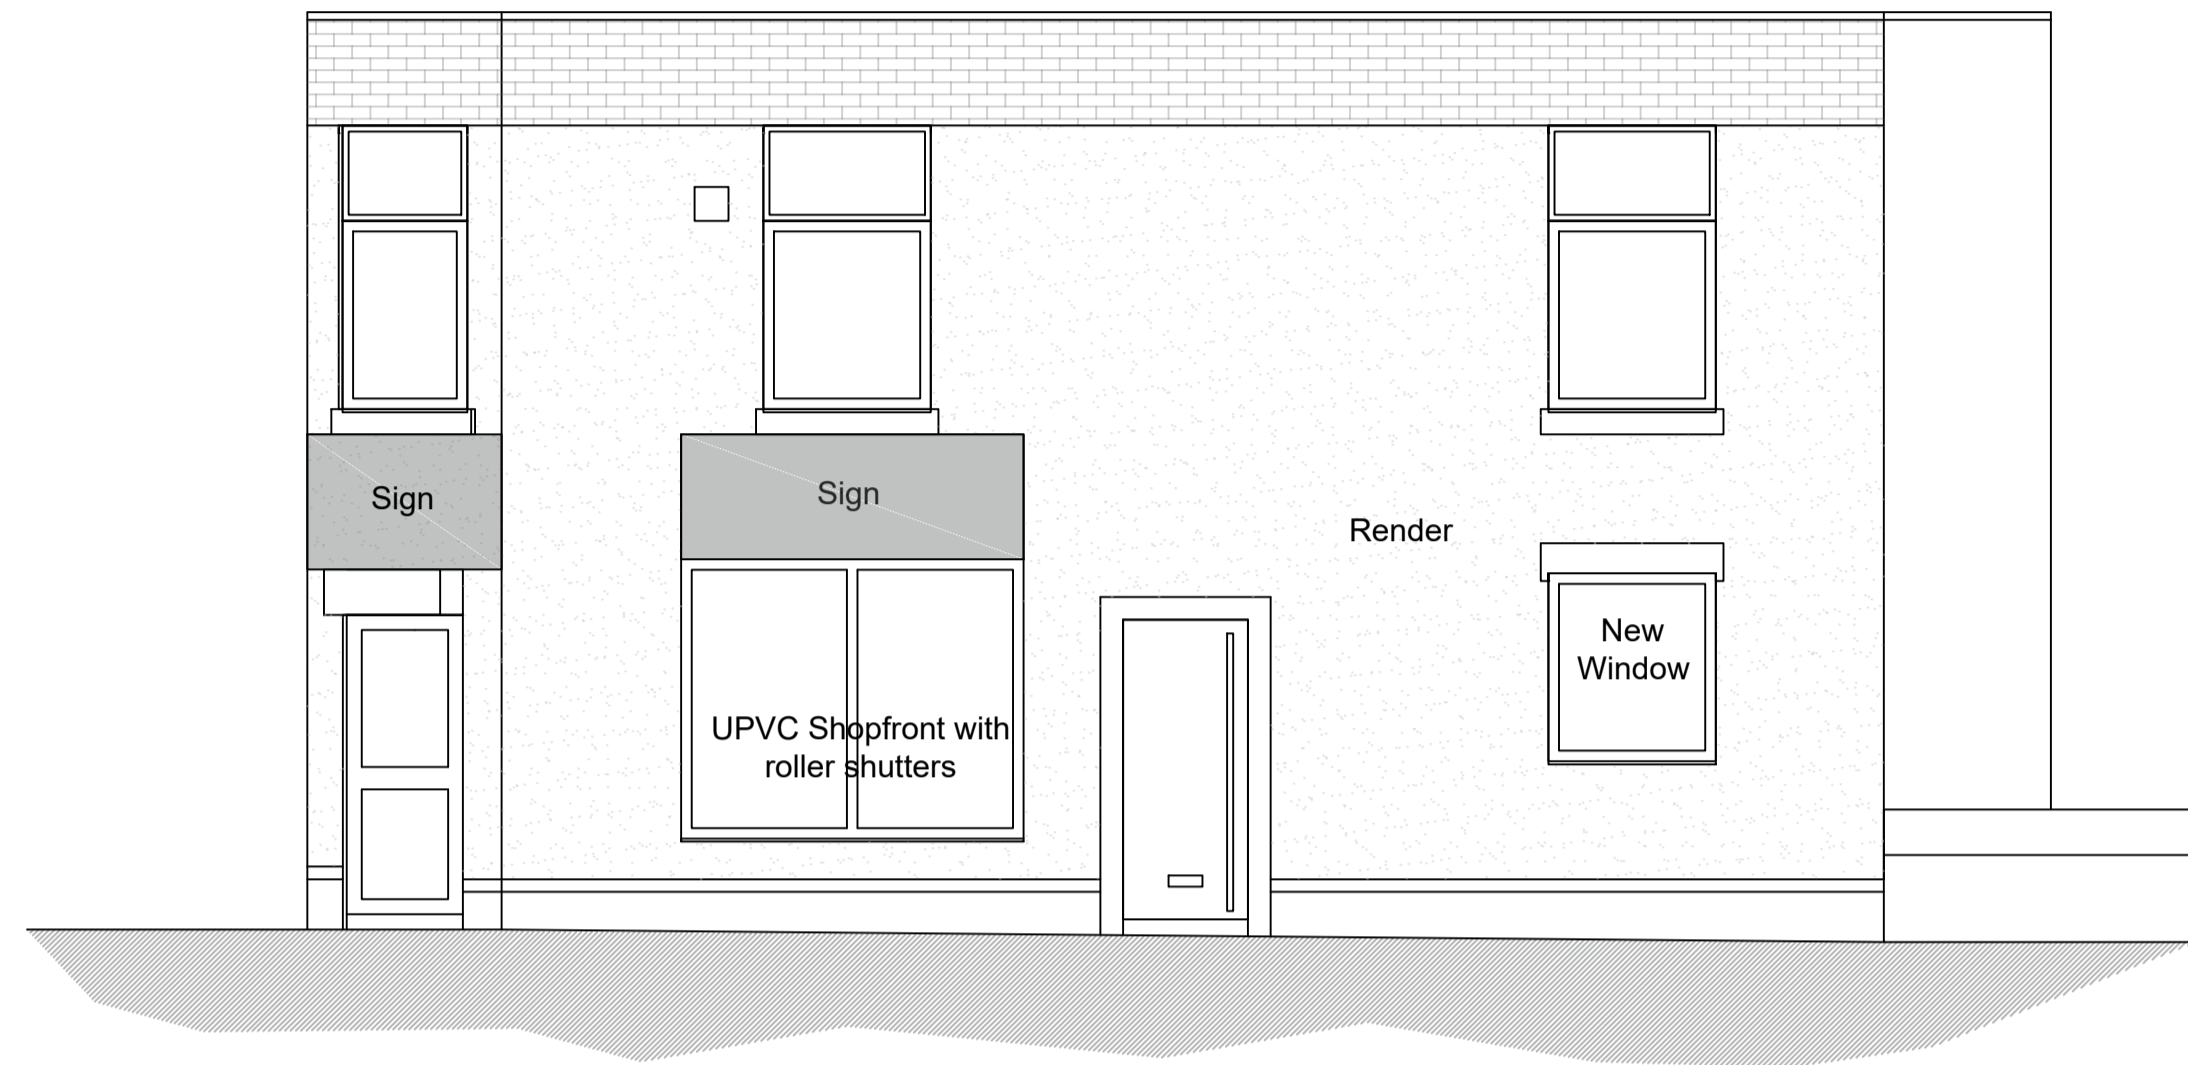 Sign
Sign
Render
New
Window
UPVC Shopfront with
roller shutters